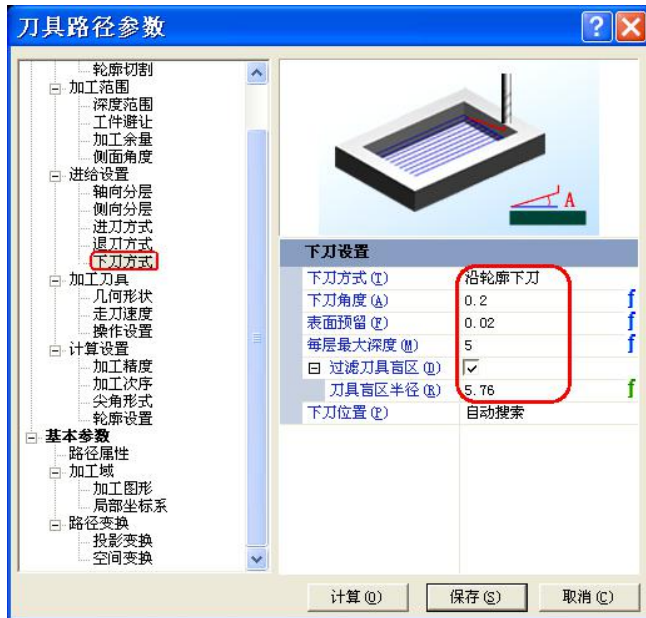 刀具路径参数
轮廓切割
加工范围
深度范围
工件避让
加工余量
侧面角度
进给设置
轴向分层
侧向分层
进刀方式
退刀方式
下刀方式
加工刀具
几何形状
走刀速度
操作设置
计算设置
加工精度
加工次序
尖角形式
轮廓设置
基本参数
路径属性
加工域
加工图形
局部坐标系
路径变换
投影变换
空间变换
A
下刀设置
下刀方式(T) 沿轮廓下刀
下刀角度(A) 0.2 f
表面预留(F) 0.02 f
每层最大深度(M) 5 f
过滤刀具盲区(D)
刀具盲区半径(R) 5.76 f
下刀位置(P) 自动搜索
计算(O) 保存(S) 取消(C)